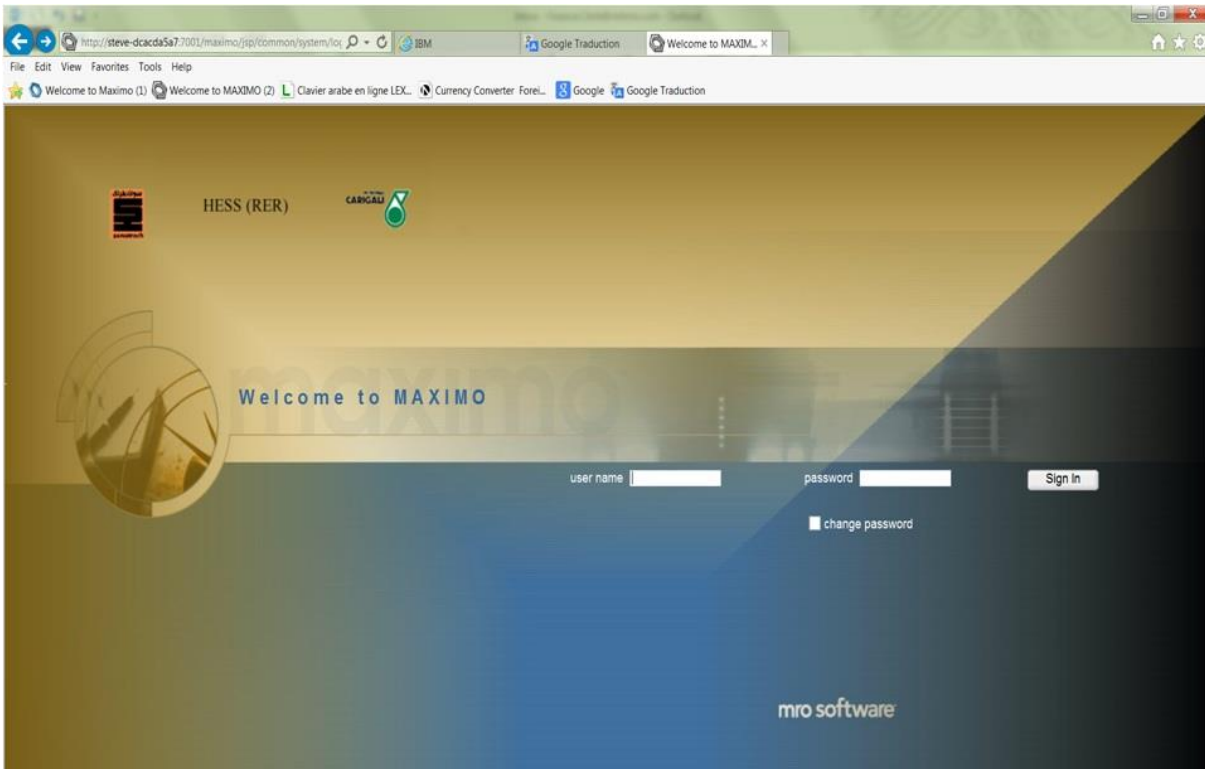 http://steve-dcacda5a7:7001/maximo/jsp/common/system/log
IBM
Google Traduction
Welcome to MAXIM...
File Edit View Favorites Tools Help
Welcome to Maximo (1) Welcome to MAXIMO (2) Clavier arabe en ligne LEX... Currency Converter Forei... Google Google Traduction
HESS (RER)
CARIGALI
maximo
Welcome to MAXIMO
user name
password
Sign In
change password
mro software